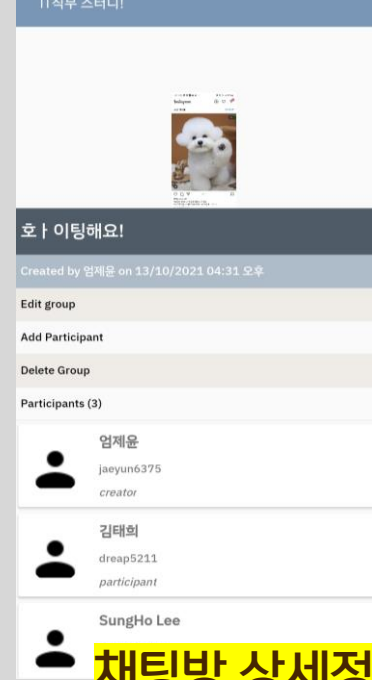 IT직무 스터디!
호ㅏ이팅해요!
Created by 엄제윤 on 13/10/2021 04:31 오후
Edit group
Add Participant
Delete Group
Participants (3)
엄제윤
jaeyun6375
creator
김태희
dreap5211
participant
SungHo Lee
채팅방 상세정